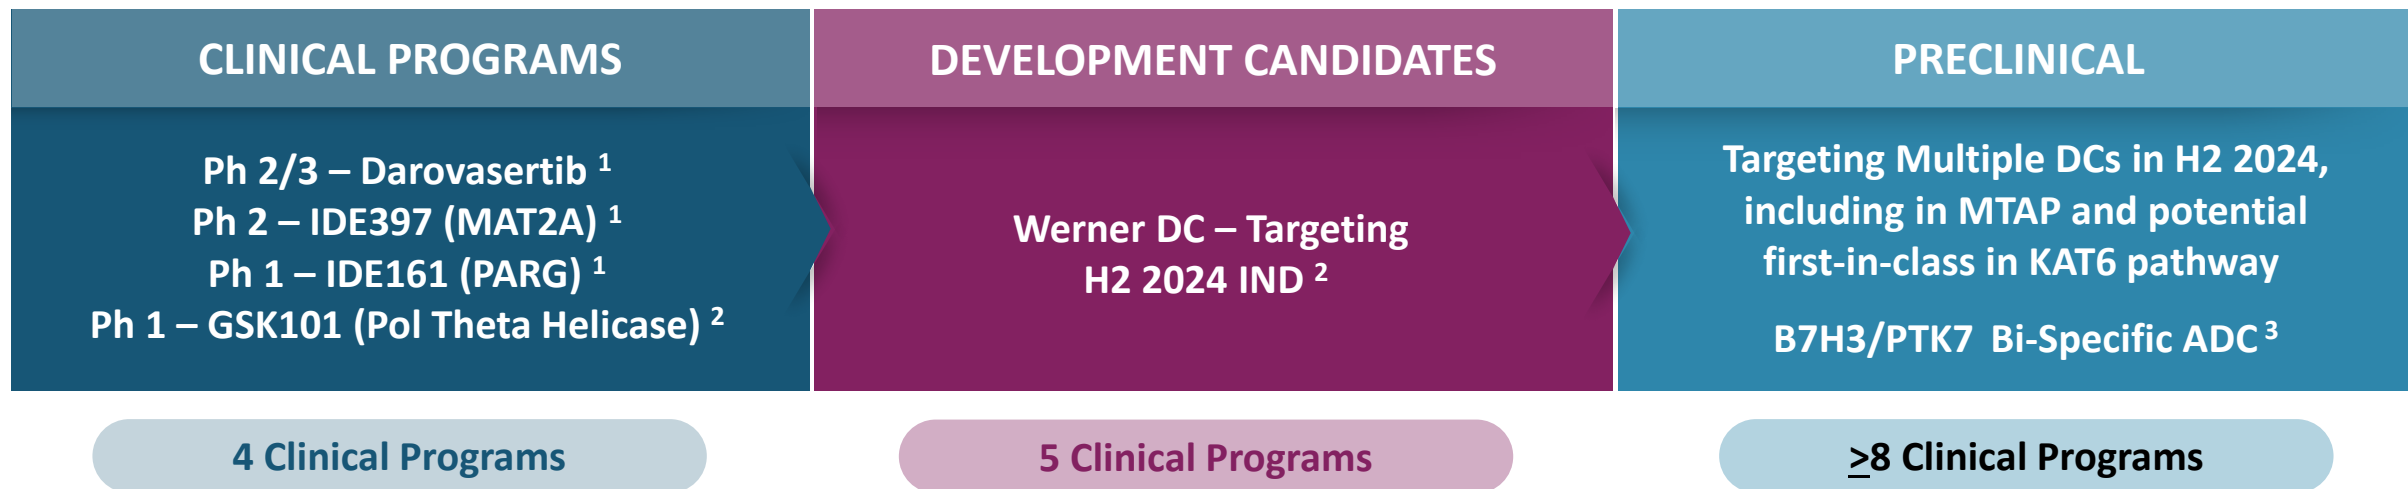 CLINICAL PROGRAMS
Ph 2/3 – Darovasertib 1
Ph 2 – IDE397 (MAT2A) 1
Ph 1 – IDE161 (PARG) 1
Ph 1 – GSK101 (Pol Theta Helicase) 2
4 Clinical Programs
DEVELOPMENT CANDIDATES
Werner DC – Targeting
H2 2024 IND 2
5 Clinical Programs
PRECLINICAL
Targeting Multiple DCs in H2 2024,
including in MTAP and potential
first-in-class in KAT6 pathway
B7H3/PTK7 Bi-Specific ADC 3
≥8 Clinical Programs